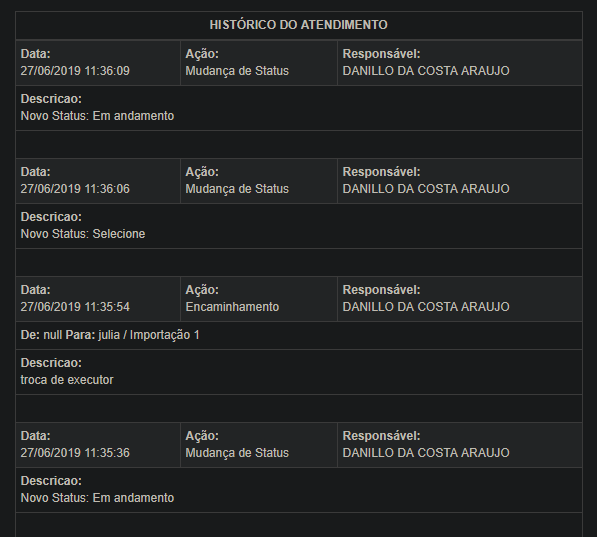 HISTÓRICO DO ATENDIMENTO
Data: Ação: Responsável:
27/06/2019 11:36:09 Mudança de Status DANILLO DA COSTA ARAUJO
Descricao:
Novo Status: Em andamento
Data: Ação: Responsável:
27/06/2019 11:36:06 Mudança de Status DANILLO DA COSTA ARAUJO
Descricao:
Novo Status: Selecione
Data: Ação: Responsável:
27/06/2019 11:35:54 Encaminhamento DANILLO DA COSTA ARAUJO
De: null Para: julia / Importação 1
Descricao:
troca de executor
Data: Ação: Responsável:
27/06/2019 11:35:36 Mudança de Status DANILLO DA COSTA ARAUJO
Descricao:
Novo Status: Em andamento